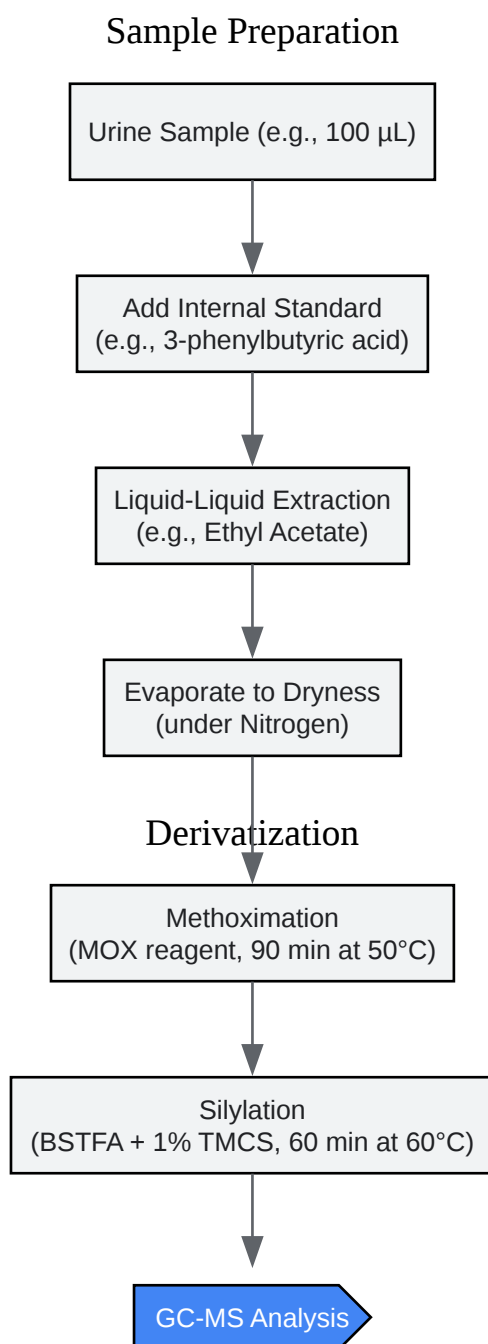 Sample Preparation
Urine Sample (e.g., 100 µL)
Add Internal Standard
(e.g., 3-phenylbutyric acid)
Liquid-Liquid Extraction
(e.g., Ethyl Acetate)
Evaporate to Dryness
(under Nitrogen)
Derivatization
Methoximation
(MOX reagent, 90 min at 50°C)
Silylation
(BSTFA + 1% TMCS, 60 min at 60°C)
GC-MS Analysis